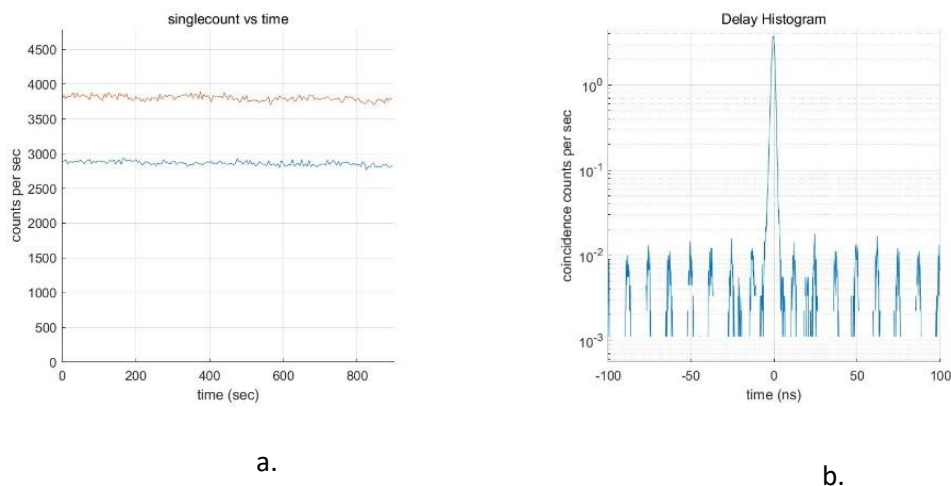 singlecount vs time
4500
4000
3500
3000
2500
2000
1500
1000
500
0
0 200 400 600 800
counts per sec
time (sec)
a.
Delay Histogram
10^0
10^-1
10^-2
10^-3
-100 -50 0 50 100
coincidence counts per sec
time (ns)
b.